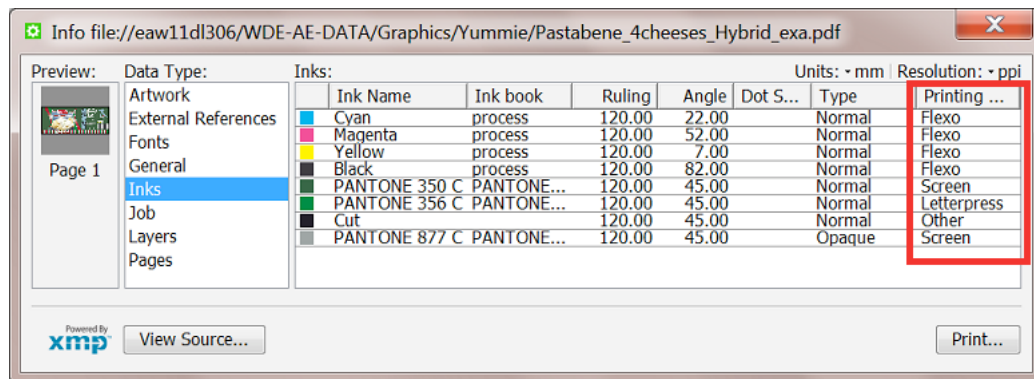 Info file://eaw11dl306/WDE-AE-DATA/Graphics/Yummie/Pastabene_4cheeses_Hybrid_exa.pdf
Preview: Data Type: Inks: Units: mm Resolution: ppi
Page 1
Artwork
External References
Fonts
General
Inks
Job
Layers
Pages
Ink Name Ink book Ruling Angle Dot S... Type Printing ...
Cyan process 120.00 22.00 Normal Flexo
Magenta process 120.00 52.00 Normal Flexo
Yellow process 120.00 7.00 Normal Flexo
Black process 120.00 82.00 Normal Flexo
PANTONE 350 C PANTONE... 120.00 45.00 Normal Screen
PANTONE 356 C PANTONE... 120.00 45.00 Normal Letterpress
Cut 120.00 45.00 Normal Other
PANTONE 877 C PANTONE... 120.00 45.00 Opaque Screen
Powered By
xmp
View Source...
Print...